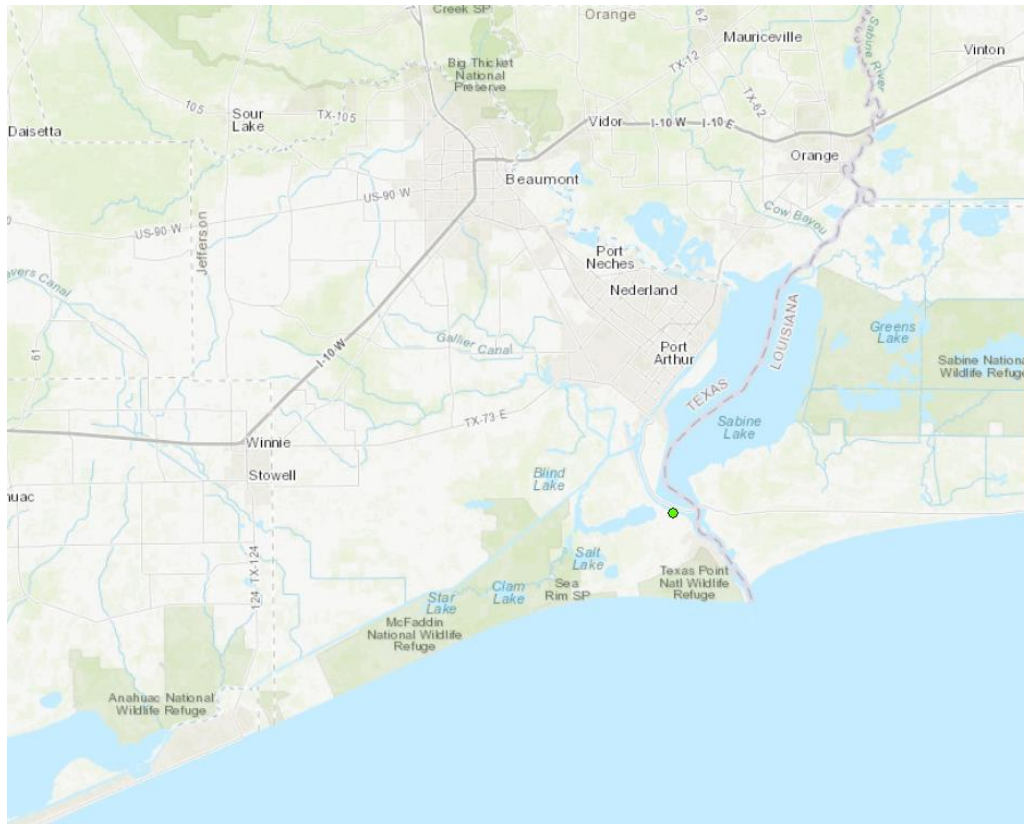 Creek SP
Orange
62
Mauriceville
Sabine River
Vinton
Big Thicket
National
Preserve
TX-12
TX-62
105
TX-105
Sour
Lake
Daisetta
Vidor
I-10 W
I-10 E
Orange
Beaumont
US-90 W
US-90 W
Jefferson
Cow Bayou
Port
Neches
Nederland
Greens
Lake
LOUISIANA
TEXAS
Gallier Canal
Port
Arthur
Sabine Nationa
Wildlife Refug
61
I-10 W
TX-73 E
Sabine
Lake
Winnie
Stowell
Blind
Lake
Salt
Lake
Texas Point
Natl Wildlife
Refuge
124 TX-124
Star
Lake
Clam
Lake
Sea
Rim SP
McFaddin
National Wildlife
Refuge
Anahuac National
Wildlife Refuge